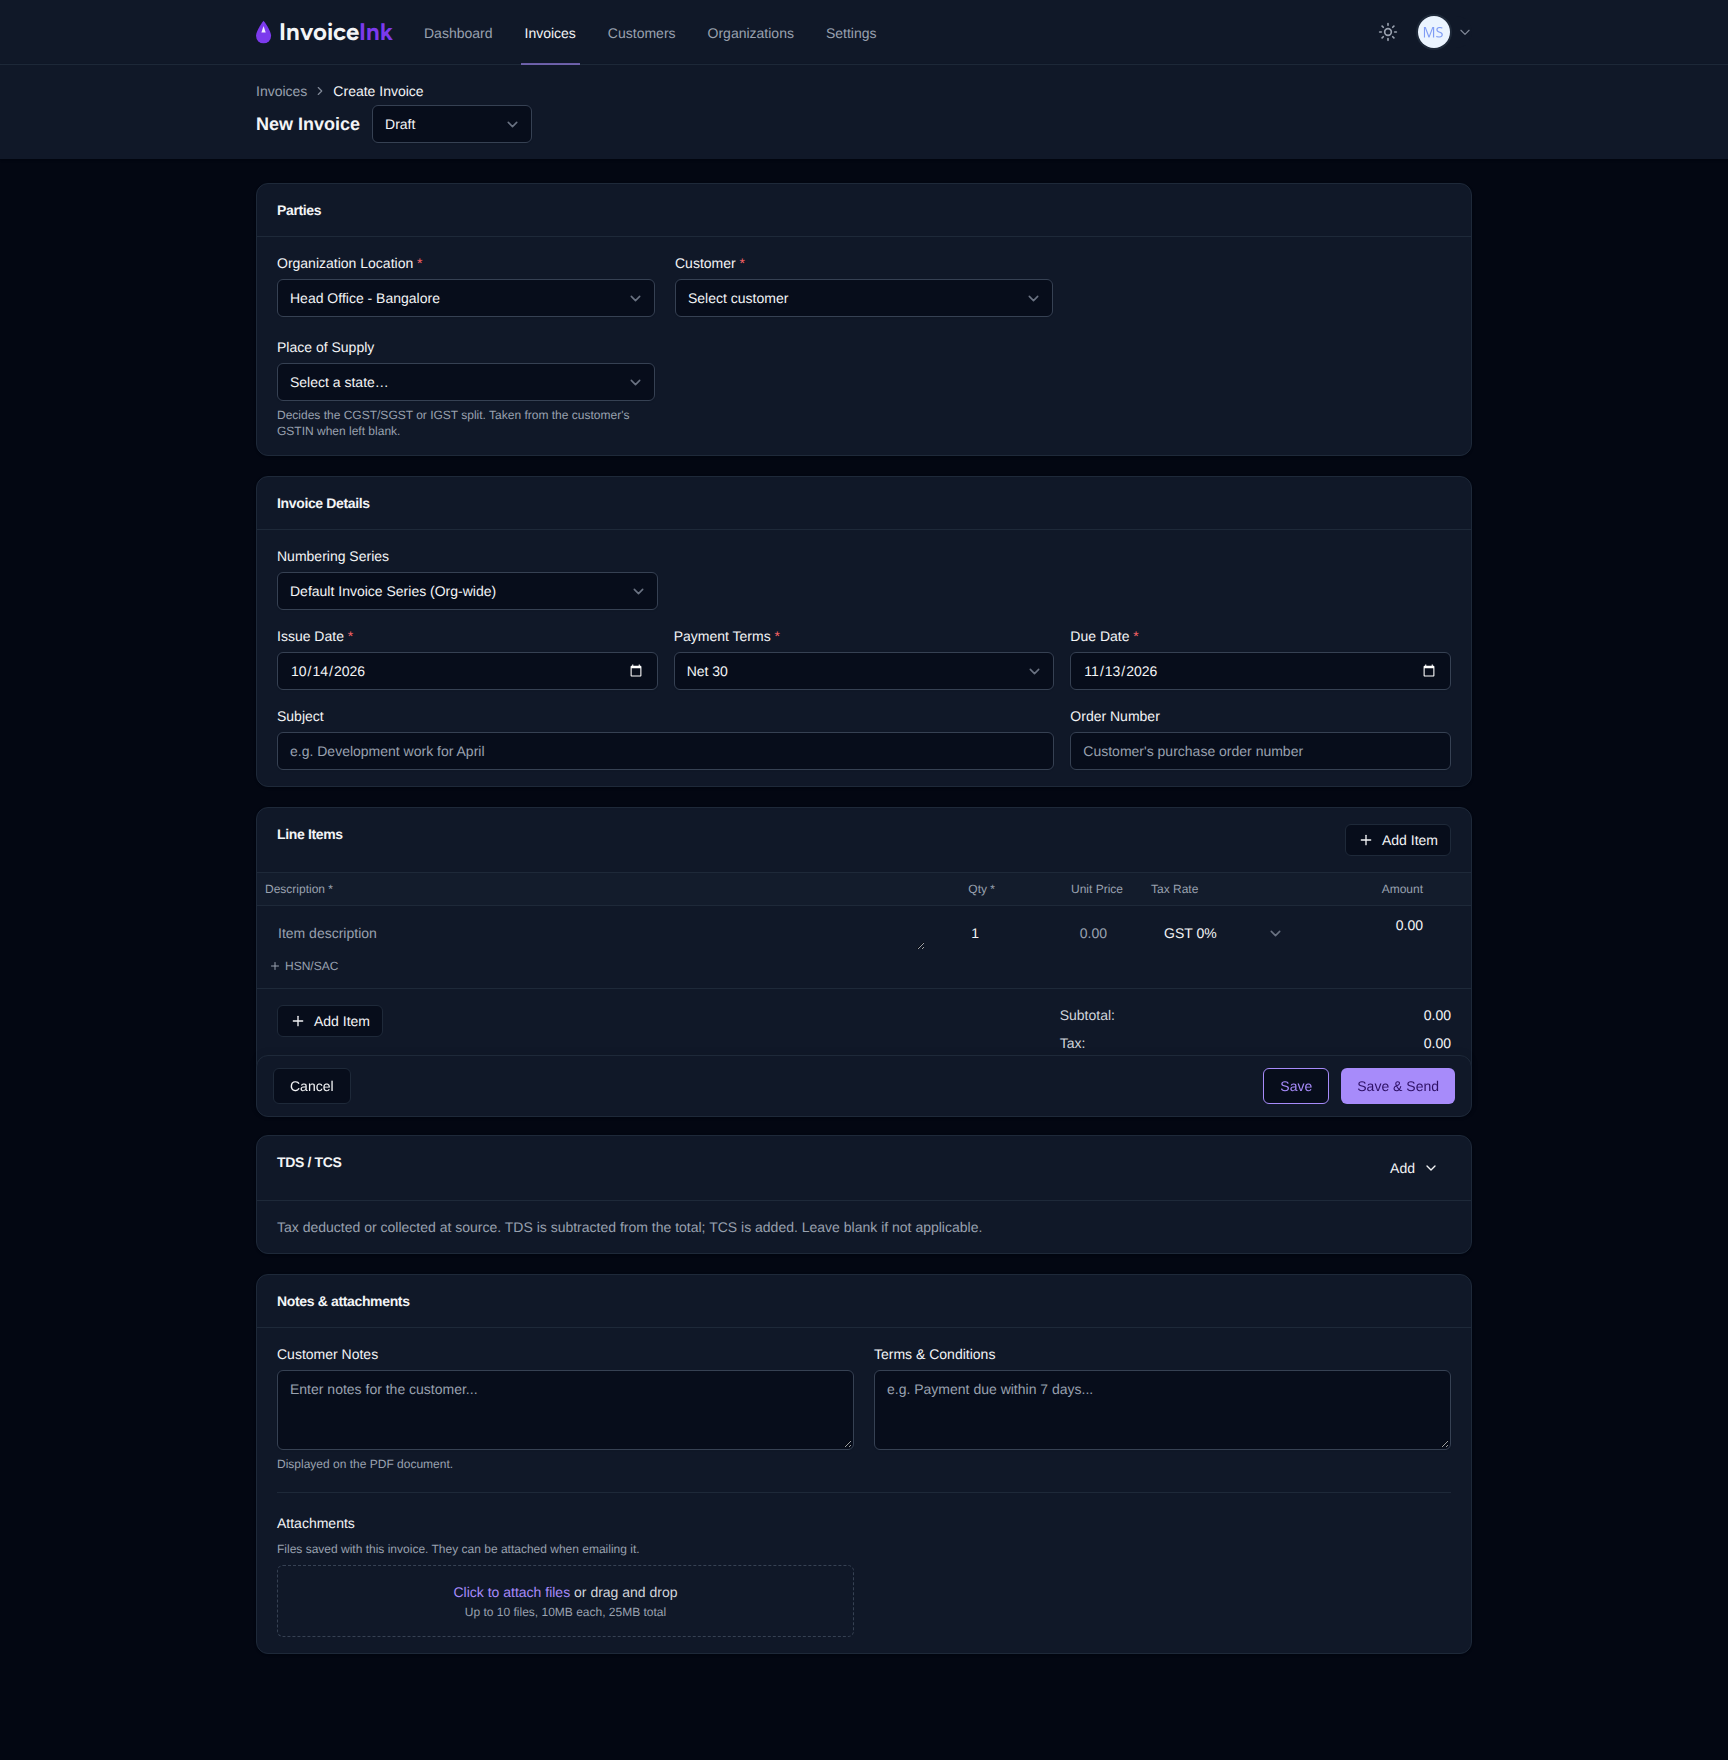 InvoiceInk Dashboard Invoices Customers Organizations Settings MS
Invoices Create Invoice
New Invoice Draft
Parties
Organization Location * Customer *
Head Office - Bangalore Select customer
Place of Supply
Select a state…
Decides the CGST/SGST or IGST split. Taken from the customer's
GSTIN when left blank.
Invoice Details
Numbering Series
Default Invoice Series (Org-wide)
Issue Date * Payment Terms * Due Date *
10/14/2026 Net 30 11/13/2026
Subject Order Number
e.g. Development work for April Customer's purchase order number
Line Items Add Item
Description * Qty * Unit Price Tax Rate Amount
Item description 1 0.00 GST 0% 0.00
HSN/SAC
Add Item Subtotal: 0.00
Tax: 0.00
Cancel Save Save & Send
TDS / TCS Add
Tax deducted or collected at source. TDS is subtracted from the total; TCS is added. Leave blank if not applicable.
Notes & attachments
Customer Notes Terms & Conditions
Enter notes for the customer... e.g. Payment due within 7 days...
Displayed on the PDF document.
Attachments
Files saved with this invoice. They can be attached when emailing it.
Click to attach files or drag and drop
Up to 10 files, 10MB each, 25MB total